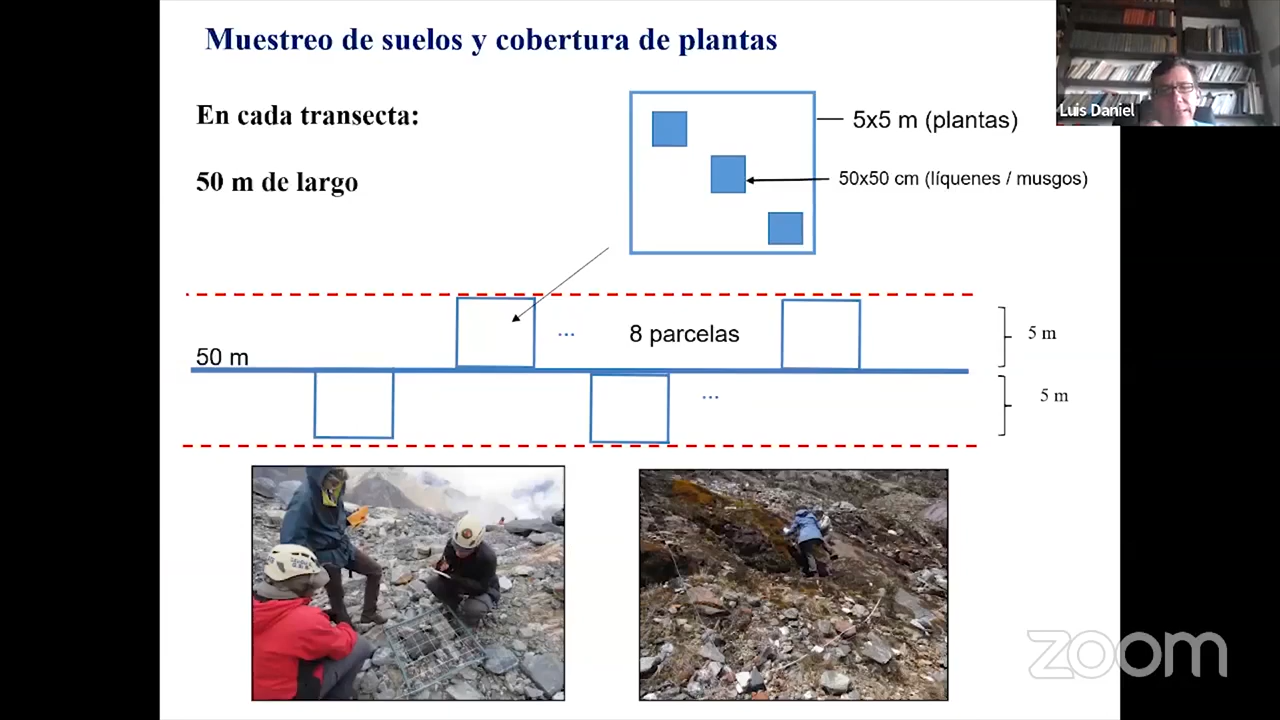 Muestreo de suelos y cobertura de plantas
Luis Daniel
En cada transecta:
50 m de largo
5x5 m (plantas)
50x50 cm (líquenes / musgos)
...
8 parcelas
5 m
50 m
...
5 m
zoom